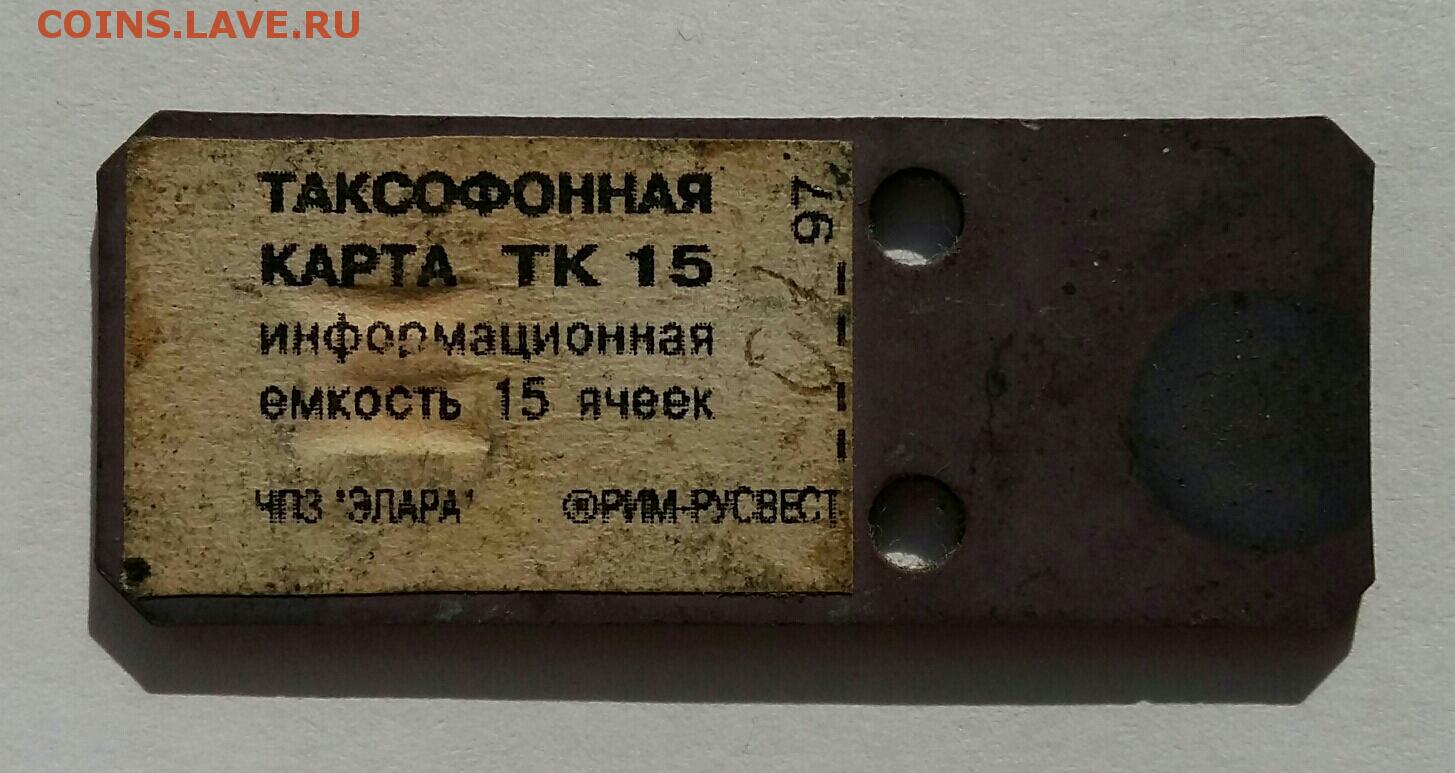 COINS.LAVE.RU
ТАКСОФОННАЯ
КАРТА ТК 15
информационная
емкость 15 ячеек
ЧПЗ "ЭЛАРА" ®РИМ-РУСВЕСТ
97